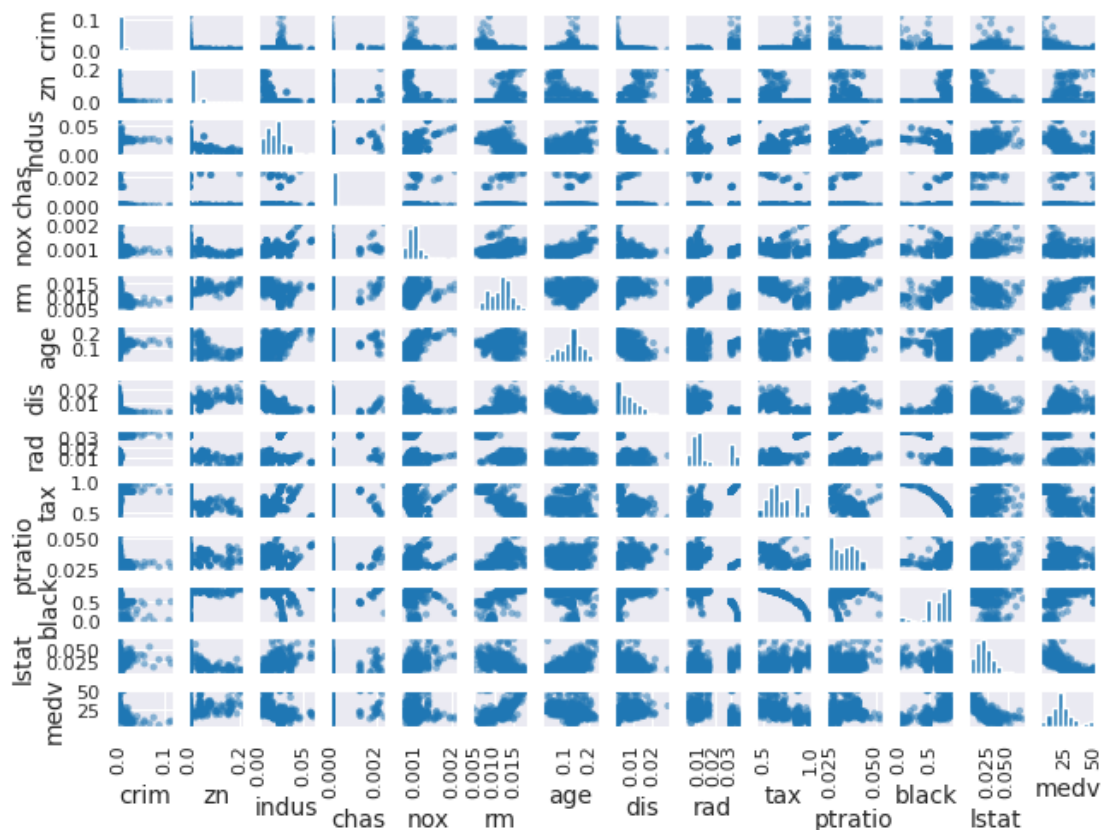 crim 0.1 0.0
zn 0.2 0.0
indus 0.05 0.00
chas 0.002 0.000
nox 0.002 0.001
rm 0.015 0.010 0.005
age 0.2 0.1
dis 0.02 0.01
rad 0.03 0.02 0.01
tax 1.0 0.5
ptratio 0.050 0.025
black 0.5 0.0
lstat 0.050 0.025
medv 50 25
0.0 0.1 0.0 0.2 0.00 0.05 0.000 0.002 0.001 0.002 0.005 0.010 0.015 0.1 0.2 0.01 0.02 0.01 0.02 0.03 0.5 1.0 0.025 0.050 0.0 0.5 0.025 0.050 25 50
crim zn indus chas nox rm age dis rad tax ptratio black lstat medv